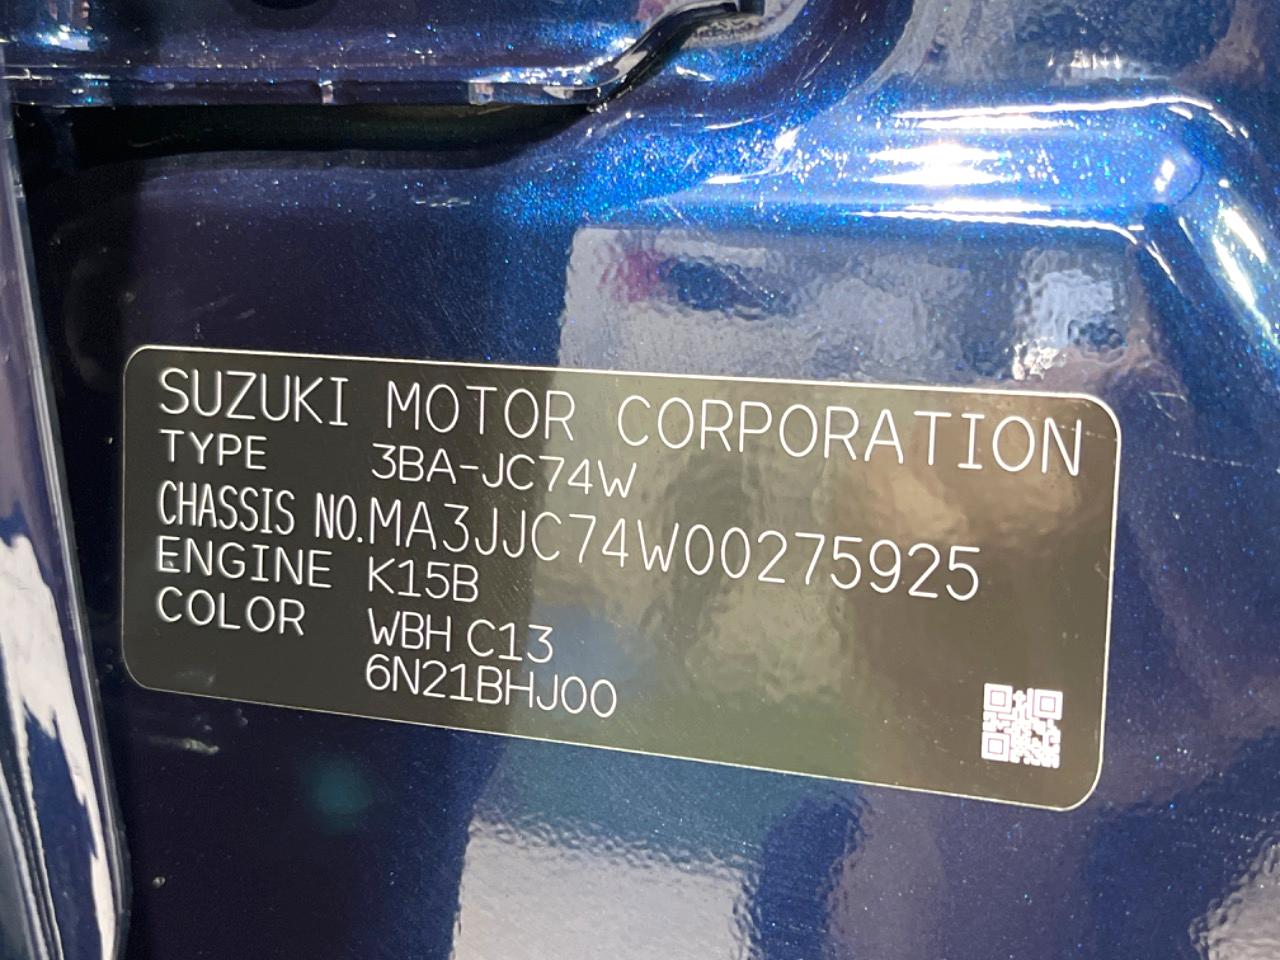 SUZUKI MOTOR CORPORATION
TYPE 3BA-JC74W
CHASSIS NO. MA3JJC74W00275925
ENGINE K15B
COLOR WBH C13
6N21BHJ00